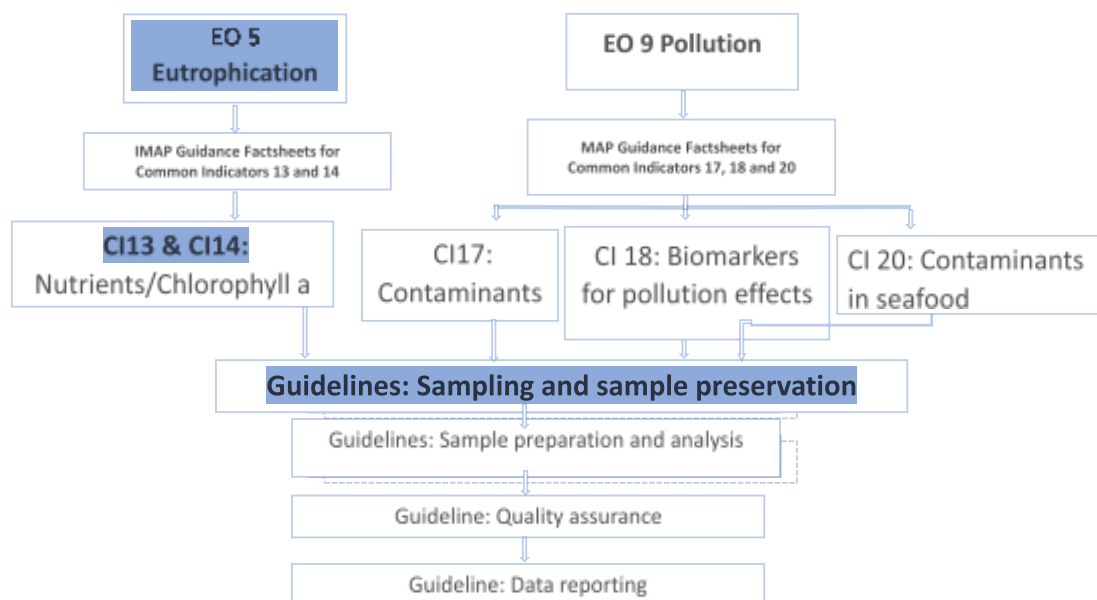 EO 5
Eutrophication
EO 9 Pollution
IMAP Guidance Factsheets for
Common Indicators 13 and 14
MAP Guidance Factsheets for
Common Indicators 17, 18 and 20
CI13 & CI14:
Nutrients/Chlorophyll a
CI17:
Contaminants
CI 18: Biomarkers
for pollution effects
CI 20: Contaminants
in seafood
Guidelines: Sampling and sample preservation
Guidelines: Sample preparation and analysis
Guideline: Quality assurance
Guideline: Data reporting